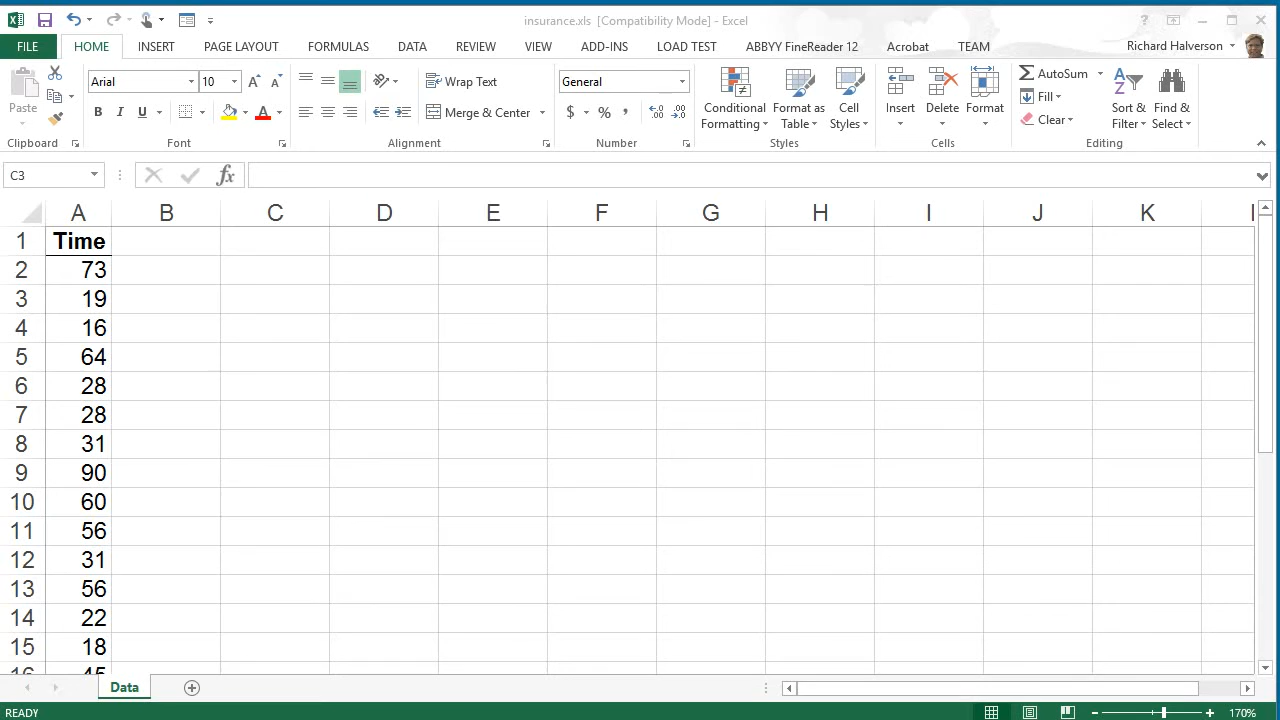 insurance.xls [Compatibility Mode] - Excel
FILE HOME INSERT PAGE LAYOUT FORMULAS DATA REVIEW VIEW ADD-INS LOAD TEST ABBYY FineReader 12 Acrobat TEAM Richard Halverson
Paste
Arial 10
B I U A
Wrap Text
Merge & Center
General
$ % ,
Conditional Formatting
Format as Table
Cell Styles
Insert
Delete
Format
AutoSum
Fill
Clear
Sort & Filter
Find & Select
Clipboard Font Alignment Number Styles Cells Editing
C3 fx
A B C D E F G H I J K
1 Time
2 73
3 19
4 16
5 64
6 28
7 28
8 31
9 90
10 60
11 56
12 31
13 56
14 22
15 18
16 45
Data
READY 170%